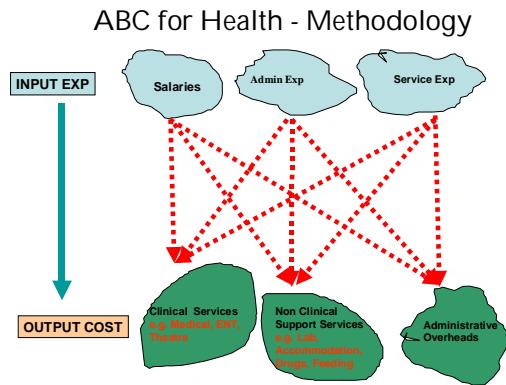 ABC for Health - Methodology
INPUT EXP
Salaries
Admin Exp
Service Exp
OUTPUT COST
Clinical Services
e.g. Medical, ENT,
Theatre
Non Clinical
Support Services
e.g. Lab,
Accommodation,
Drugs, Feeding
Administrative
Overheads